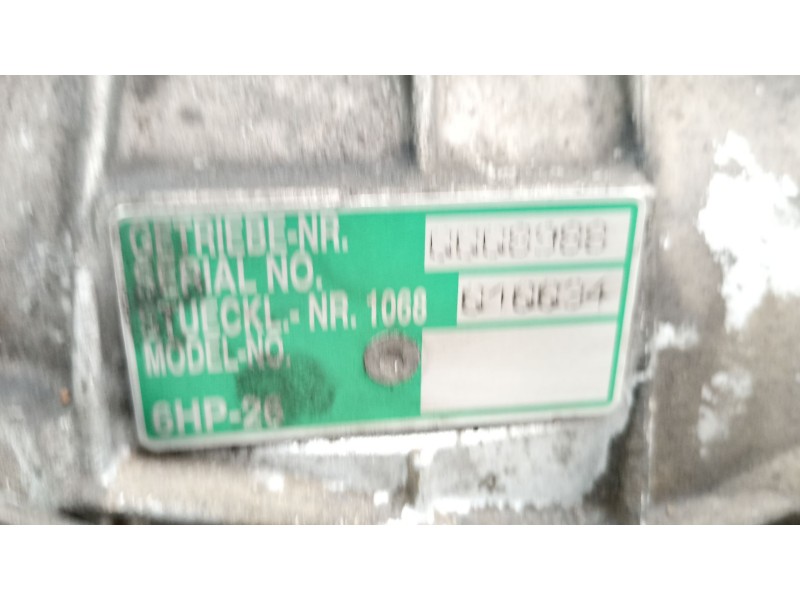 GETRIEBE-NR.
SERIAL NO.
STUECKL.- NR. 1068
MODEL-NO.
6HP-26